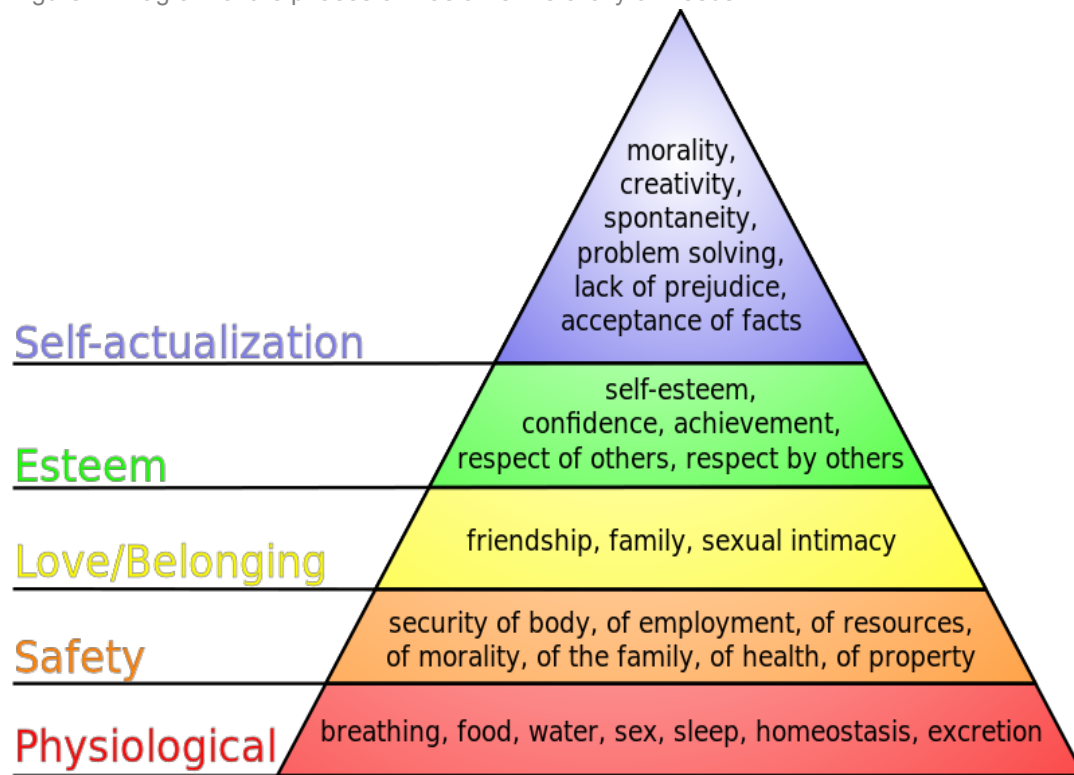 morality,
creativity,
spontaneity,
problem solving,
lack of prejudice,
acceptance of facts
Self-actualization
self-esteem,
confidence, achievement,
respect of others, respect by others
Esteem
friendship, family, sexual intimacy
Love/Belonging
security of body, of employment, of resources,
of morality, of the family, of health, of property
Safety
breathing, food, water, sex, sleep, homeostasis, excretion
Physiological